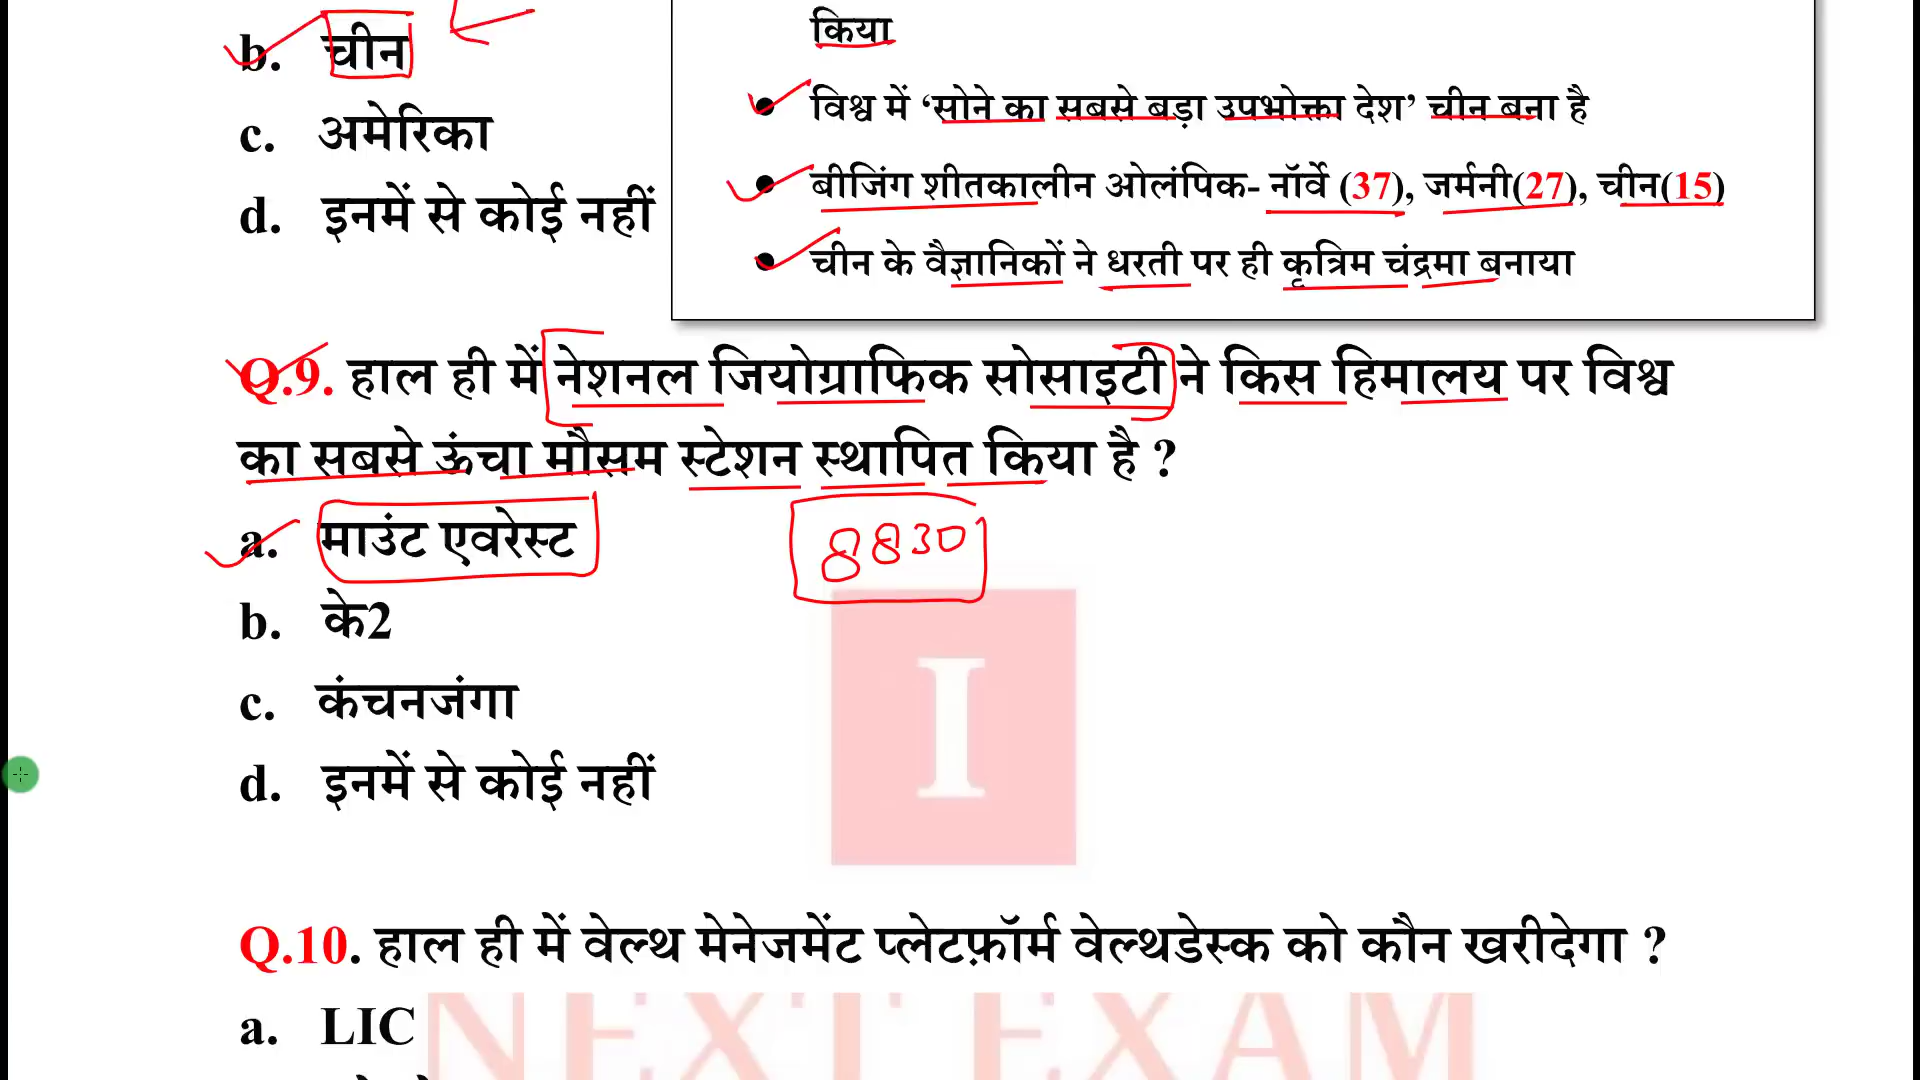 b. चीन
c. अमेरिका
d. इनमें से कोई नहीं
किया
● विश्व में ‘सोने का सबसे बड़ा उपभोक्ता देश’ चीन बना है
● बीजिंग शीतकालीन ओलंपिक- नॉर्वे (37), जर्मनी(27), चीन(15)
● चीन के वैज्ञानिकों ने धरती पर ही कृत्रिम चंद्रमा बनाया
Q.9. हाल ही में नेशनल जियोग्राफिक सोसाइटी ने किस हिमालय पर विश्व
का सबसे ऊंचा मौसम स्टेशन स्थापित किया है ?
a. माउंट एवरेस्ट
8830
b. के2
c. कंचनजंगा
d. इनमें से कोई नहीं
I
Q.10. हाल ही में वेल्थ मेनेजमेंट प्लेटफ़ॉर्म वेल्थडेस्क को कौन खरीदेगा ?
a. LIC
NEXT EXAM